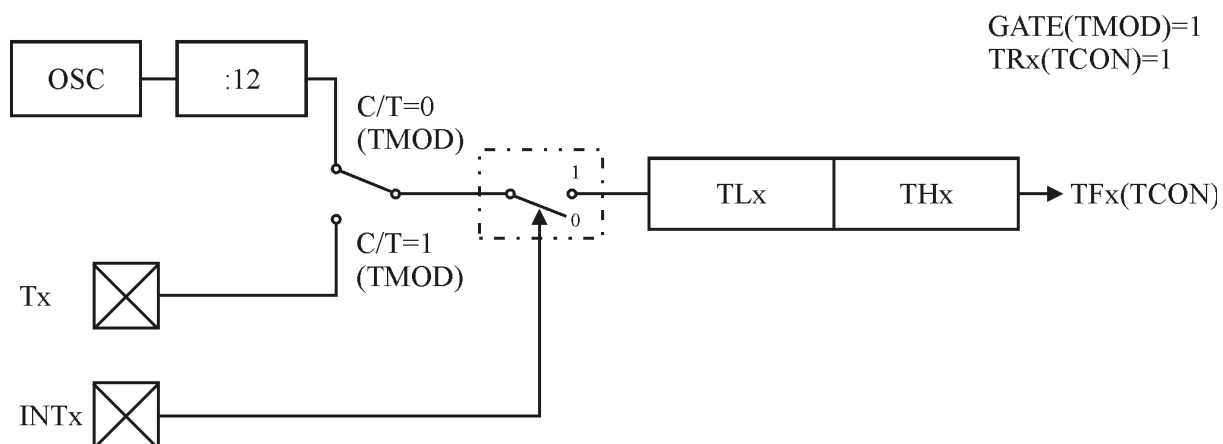 GATE(TMOD)=1
TRx(TCON)=1
OSC
:12
C/T=0
(TMOD)
1
0
TLx
THx
TFx(TCON)
C/T=1
(TMOD)
Tx
INTx